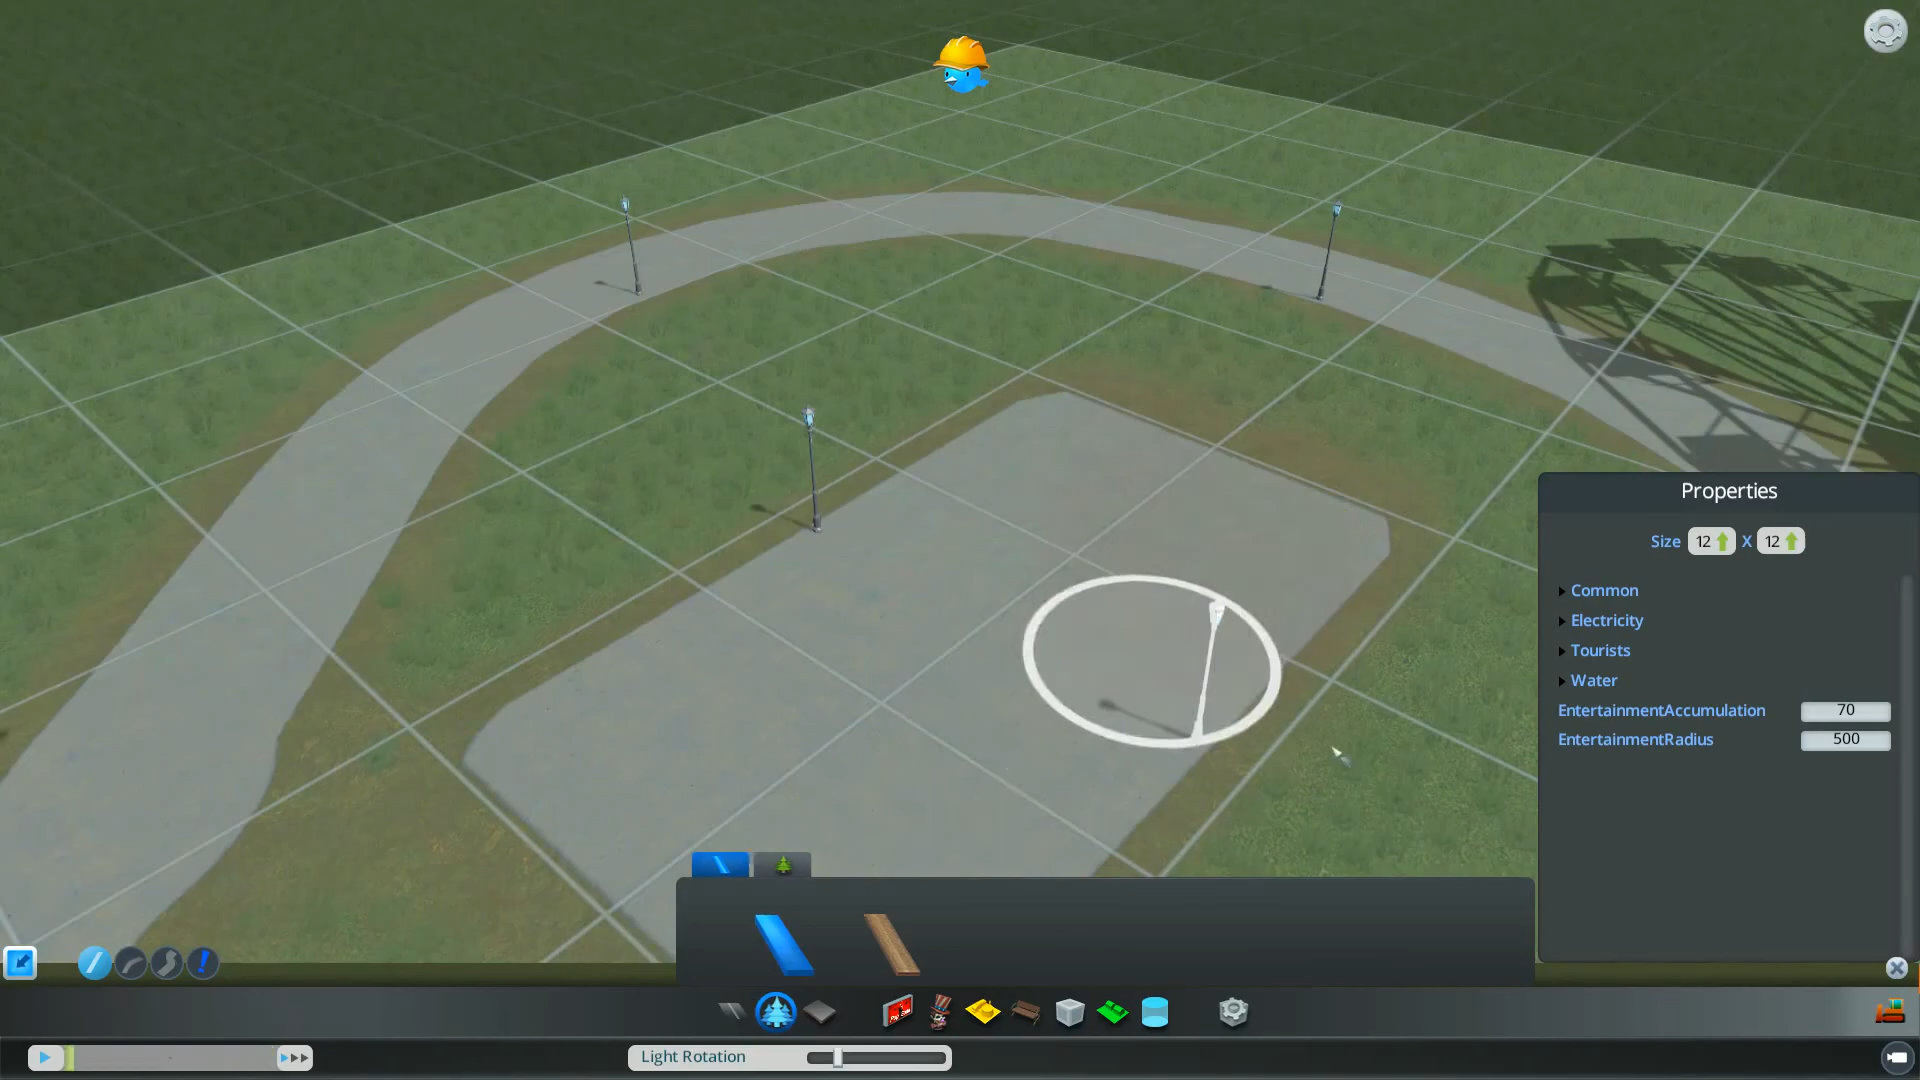 Properties
Size 12 X 12
Common
Electricity
Tourists
Water
EntertainmentAccumulation 70
EntertainmentRadius 500
Light Rotation